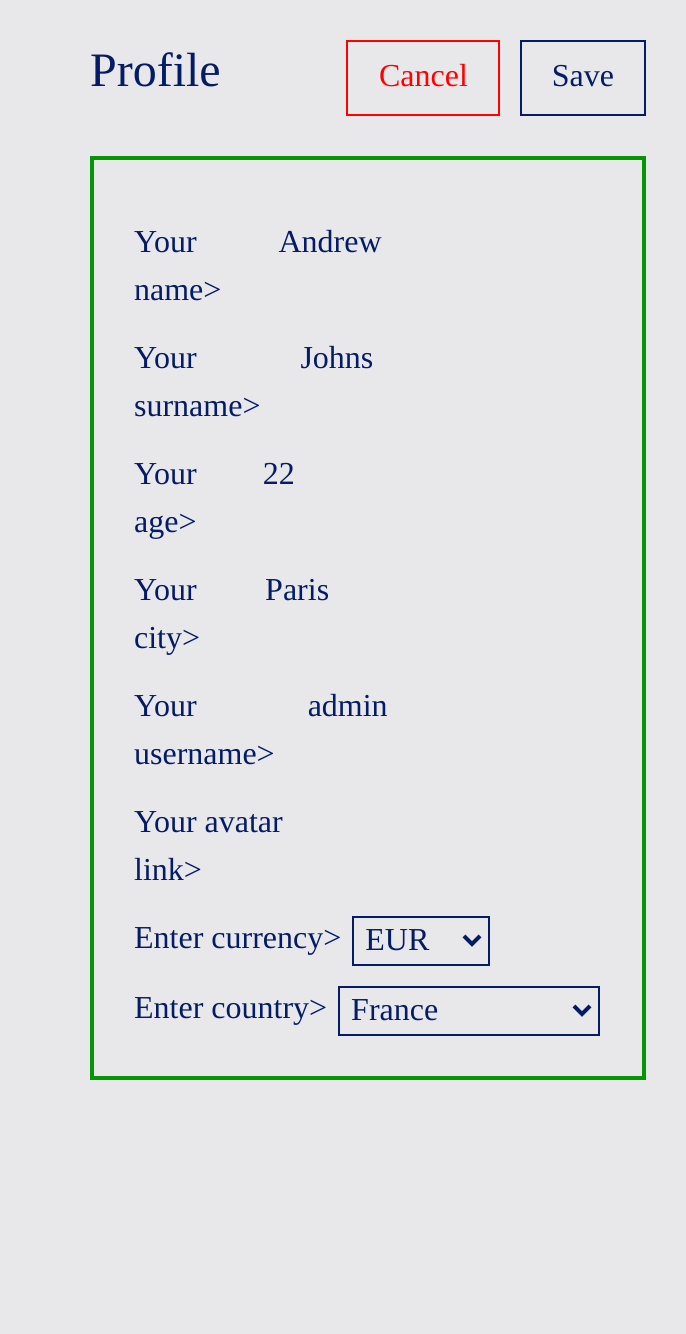 Profile Cancel Save
Your Andrew
name>
Your Johns
surname>
Your 22
age>
Your Paris
city>
Your admin
username>
Your avatar
link>
Enter currency> EUR
Enter country> France